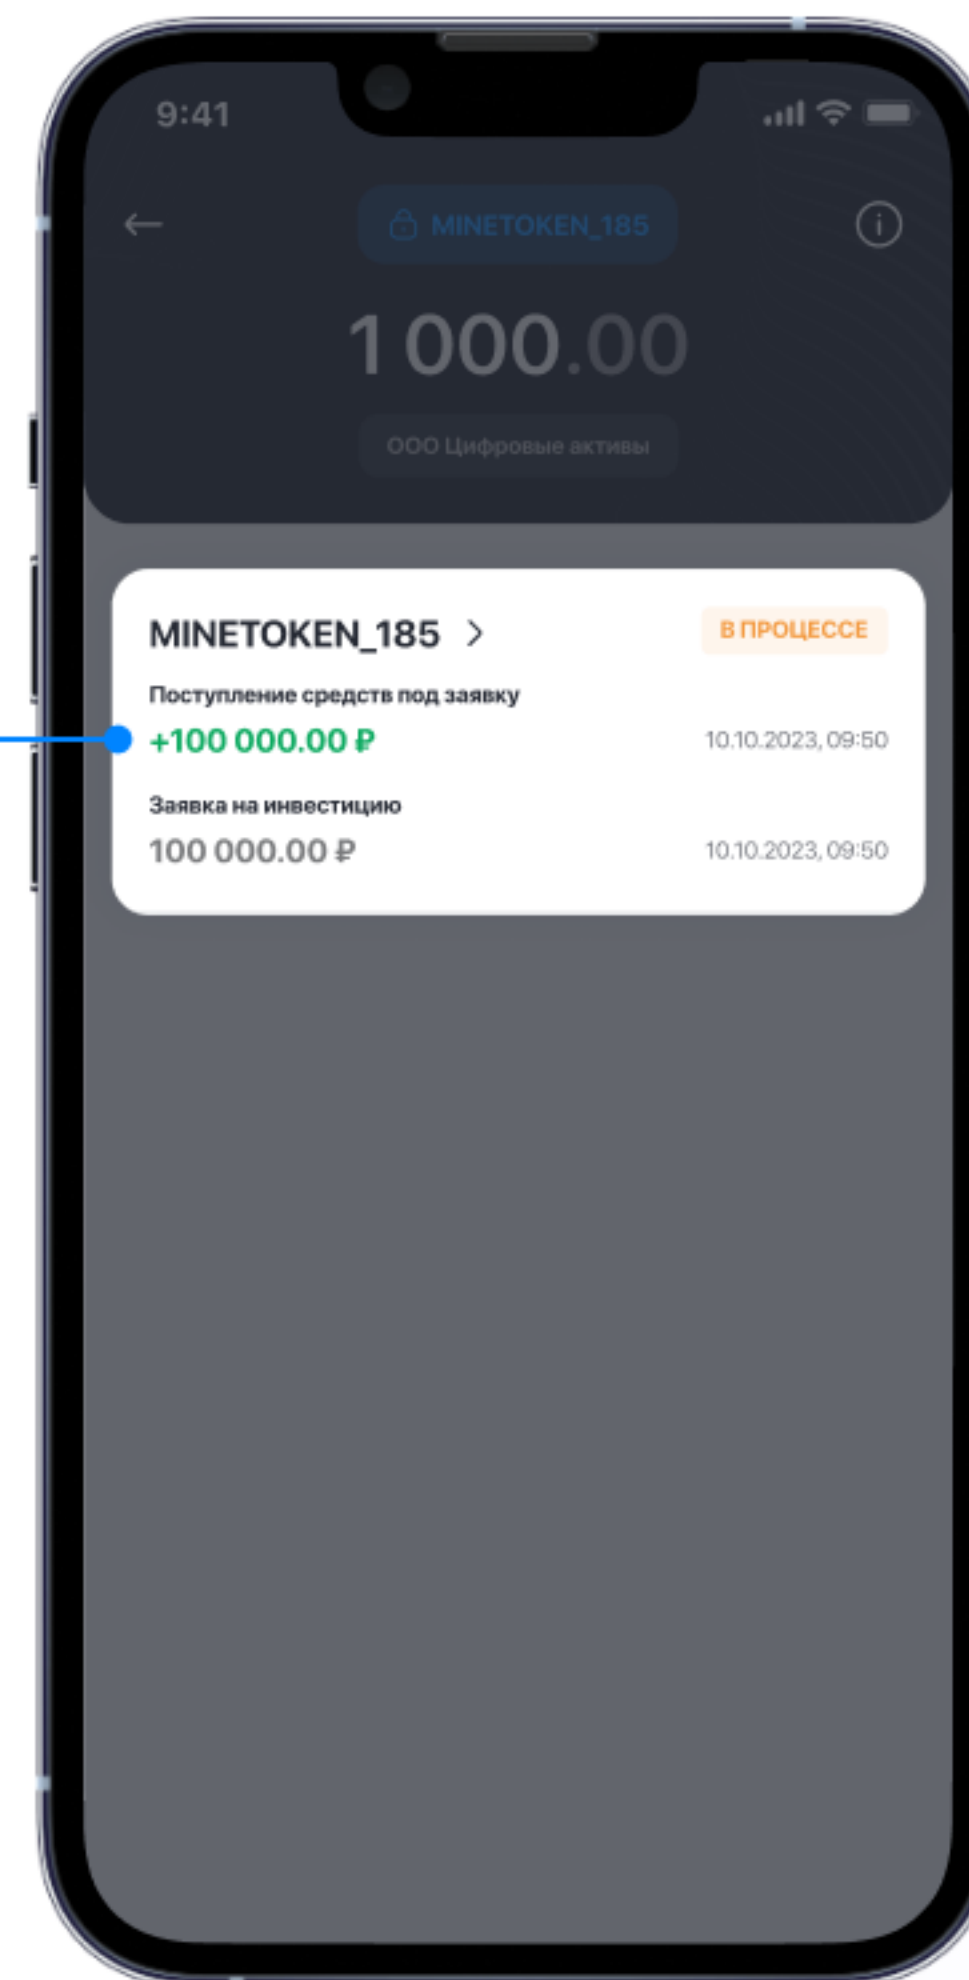 9:41
MINETOKEN_185
1 000.00
ООО Цифровые активы
MINETOKEN_185
В ПРОЦЕССЕ
Поступление средств под заявку
+100 000.00 ₽
10.10.2023, 09:50
Заявка на инвестицию
100 000.00 ₽
10.10.2023, 09:50